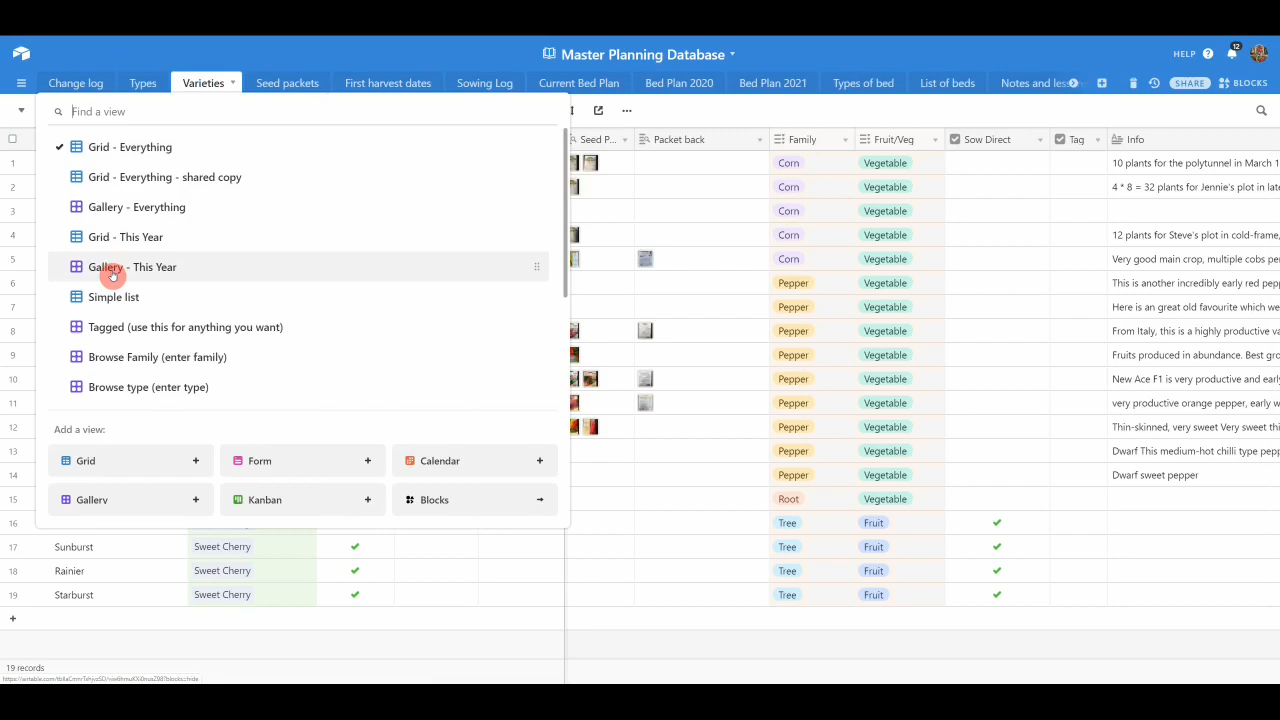 Master Planning Database
HELP
12
Change log Types Varieties Seed packets First harvest dates Sowing Log Current Bed Plan Bed Plan 2020 Bed Plan 2021 Types of bed List of beds Notes and les SHARE BLOCKS
Find a view
Grid - Everything
Grid - Everything - shared copy
Gallery - Everything
Grid - This Year
Gallery - This Year
Simple list
Tagged (use this for anything you want)
Browse Family (enter family)
Browse type (enter type)
Add a view:
Grid + Form + Calendar +
Gallery + Kanban + Blocks
Seed P... Packet back Family Fruit/Veg Sow Direct Tag Info
1 Corn Vegetable 10 plants for the polytunnel in March 1
2 Corn Vegetable 4 * 8 = 32 plants for Jennie's plot in late
3 Corn Vegetable
4 Corn Vegetable 12 plants for Steve's plot in cold-frame,
5 Corn Vegetable Very good main crop, multiple cobs per
6 Pepper Vegetable This is another incredibly early red pepp
7 Pepper Vegetable Here is an great old favourite which we
8 Pepper Vegetable From Italy, this is a highly productive va
9 Pepper Vegetable Fruits produced in abundance. Best gro
10 Pepper Vegetable New Ace F1 is very productive and early
11 Pepper Vegetable very productive orange pepper, early w
12 Pepper Vegetable Thin-skinned, very sweet Very sweet thi
13 Pepper Vegetable Dwarf This medium-hot chilli type pepp
14 Pepper Vegetable Dwarf sweet pepper
15 Root Vegetable
16 Tree Fruit
17 Sunburst Sweet Cherry Tree Fruit
18 Rainier Sweet Cherry Tree Fruit
19 Starburst Sweet Cherry Tree Fruit
+
19 records